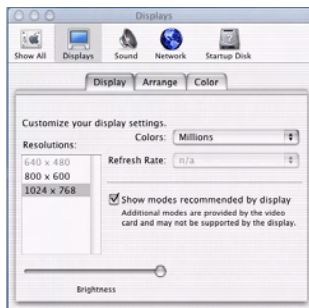 Displays
Show All Displays Sound Network Startup Disk
Display Arrange Color
Customize your display settings.
Colors: Millions
Resolutions:
640 x 480
800 x 600
1024 x 768
Refresh Rate: n/a
Show modes recommended by display
Additional modes are provided by the video
card and may not be supported by the display.
Brightness